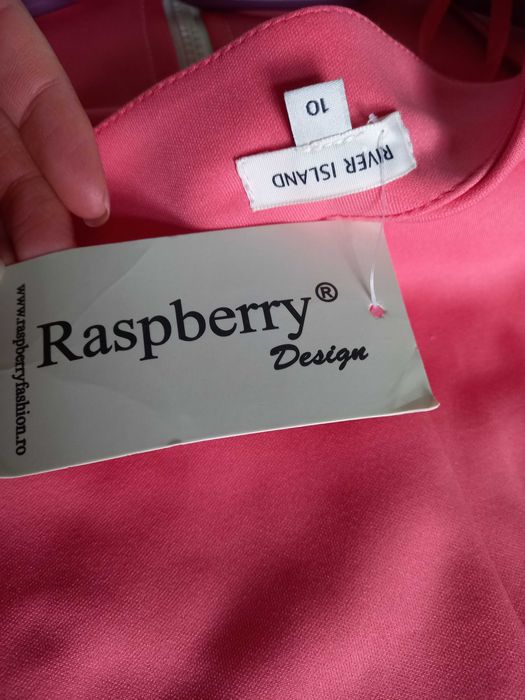 10
RIVER ISLAND
Raspberry®
Design
www.raspberryfashion.ro